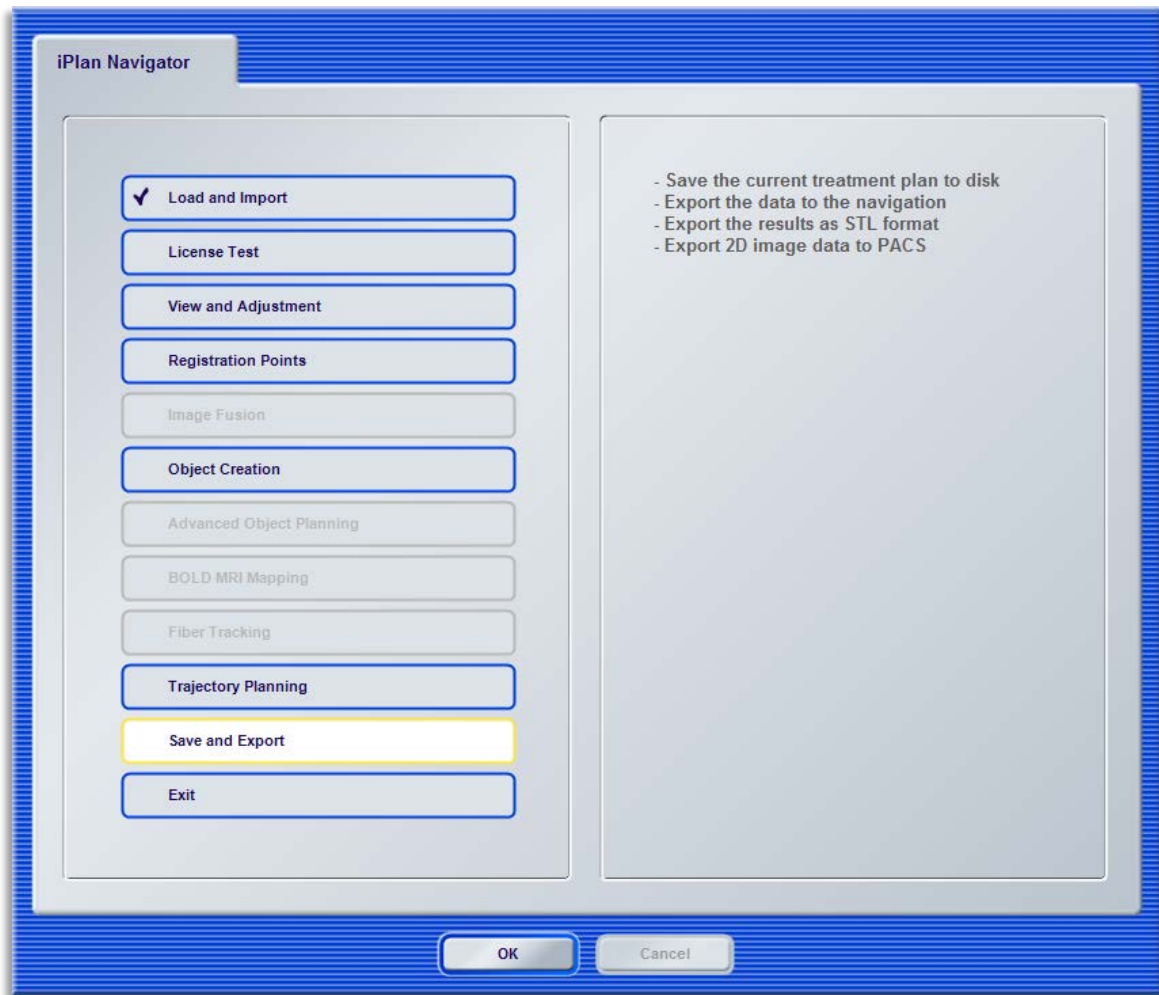 iPlan Navigator
Load and Import
License Test
View and Adjustment
Registration Points
Image Fusion
Object Creation
Advanced Object Planning
BOLD MRI Mapping
Fiber Tracking
Trajectory Planning
Save and Export
Exit
- Save the current treatment plan to disk
- Export the data to the navigation
- Export the results as STL format
- Export 2D image data to PACS
OK
Cancel